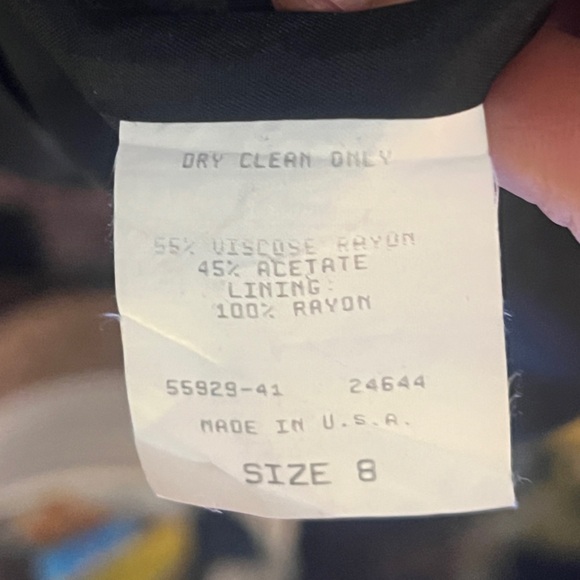 DRY CLEAN ONLY
55% VISCOSE RAYON
45% ACETATE
LINING:
100% RAYON
55929-41 24644
MADE IN U.S.A.
SIZE 8